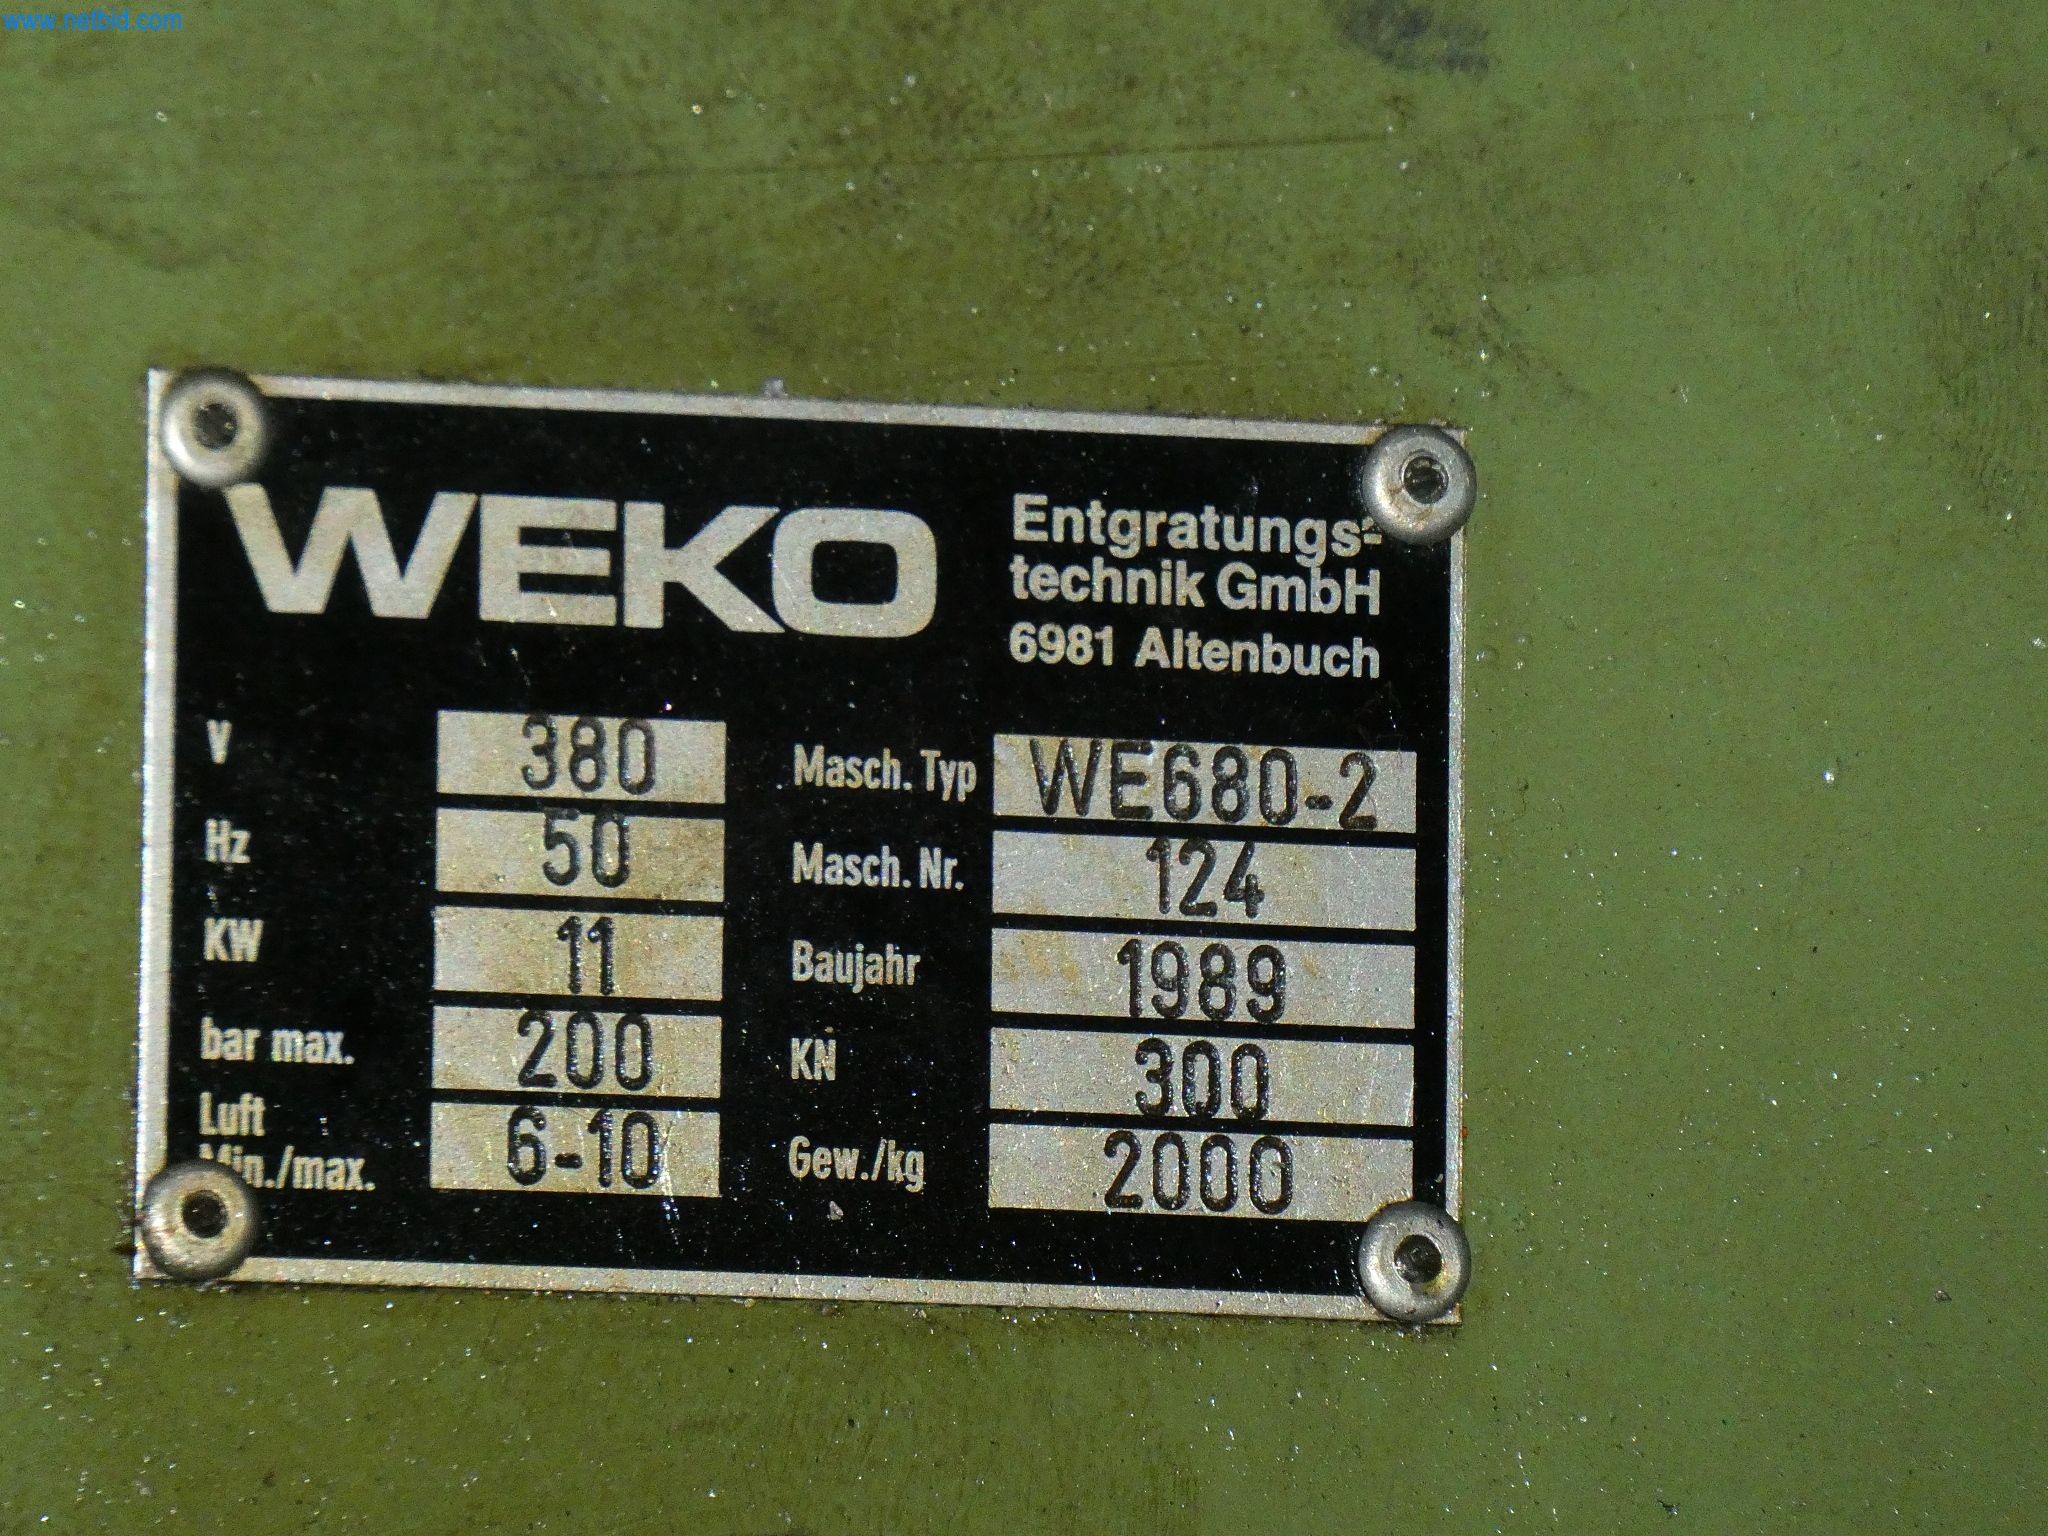 www.netbid.com
WEKO
Entgratungs-
technik GmbH
6981 Altenbuch
V 380
Hz 50
KW 11
bar max. 200
Luft
Min./max. 6-10
Masch. Typ WE680-2
Masch. Nr. 124
Baujahr 1989
KN 300
Gew./kg 2000